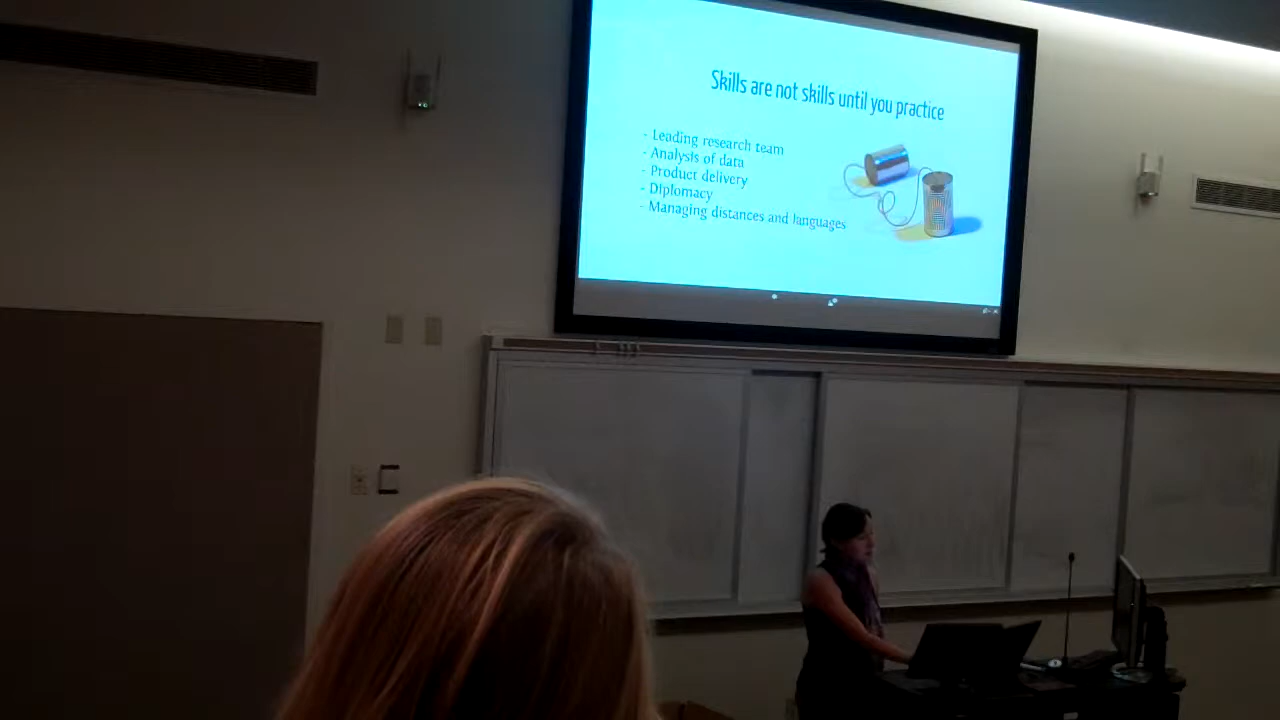 Skills are not skills until you practice
- Leading research team
- Analysis of data
- Product delivery
- Diplomacy
- Managing distances and languages